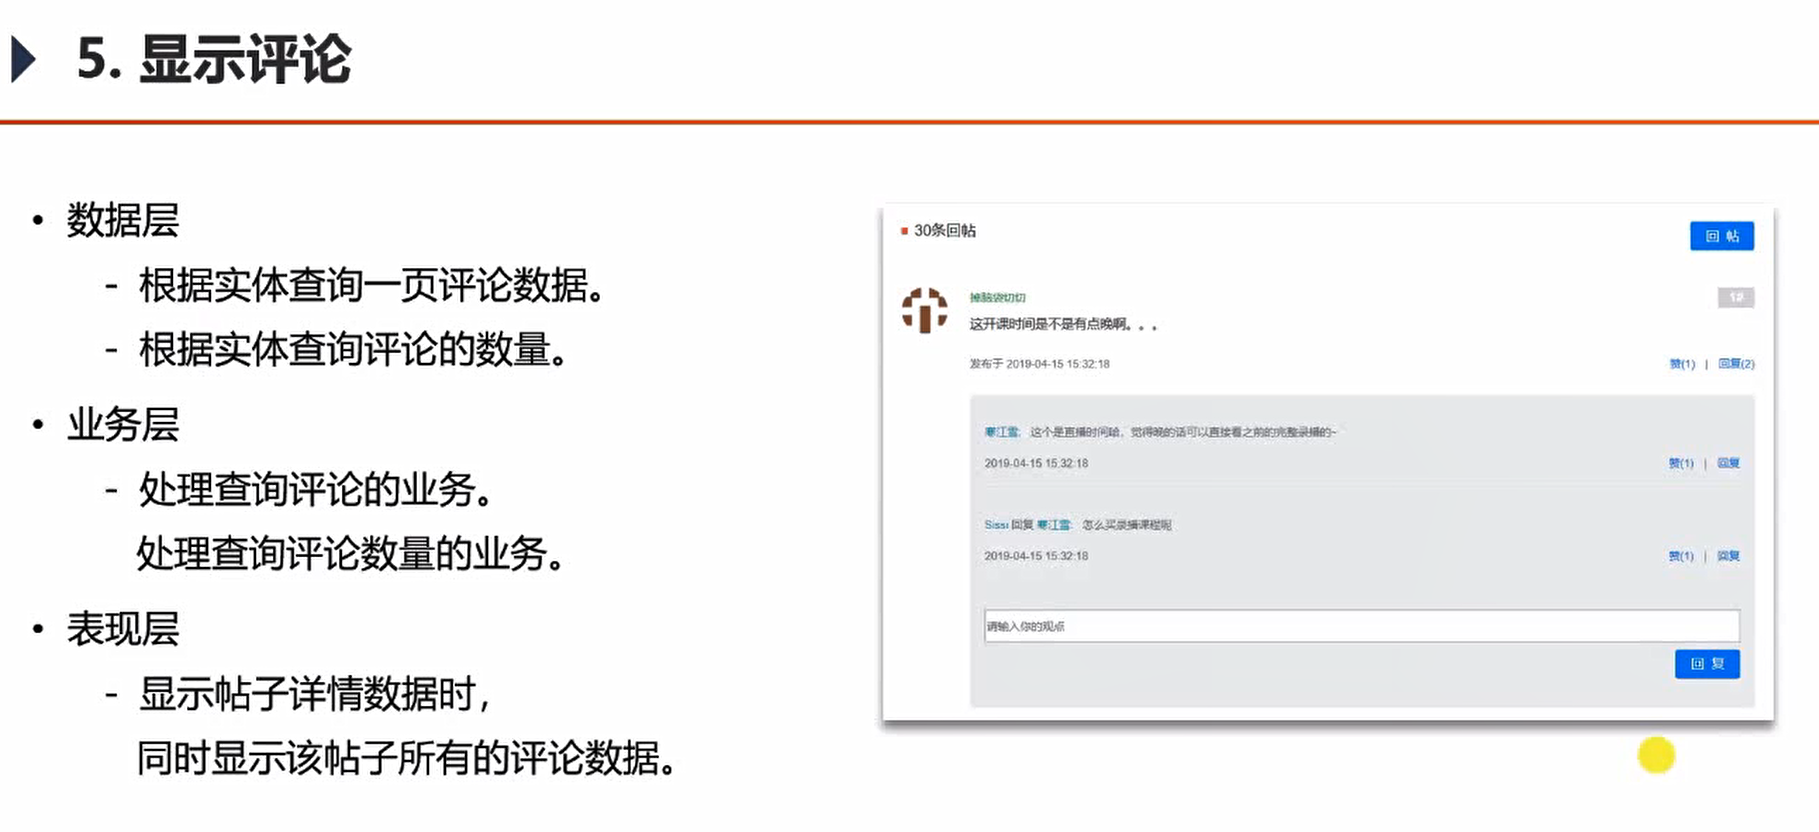 5. 显示评论
• 数据层
- 根据实体查询一页评论数据。
- 根据实体查询评论的数量。
• 业务层
- 处理查询评论的业务。
处理查询评论数量的业务。
• 表现层
- 显示帖子详情数据时，
同时显示该帖子所有的评论数据。
30条回帖
回 帖
掉脑袋切切
1#
这开课时间是不是有点晚啊。。。
发布于 2019-04-15 15:32:18
赞(1) | 回复(2)
寒江雪: 这个是直播时间哈，觉得晚的话可以直接看之前的完整录播的~
2019-04-15 15:32:18
赞(1) | 回复
Sissi 回复 寒江雪: 怎么买录播课程呢
2019-04-15 15:32:18
赞(1) | 回复
请输入你的观点
回 复